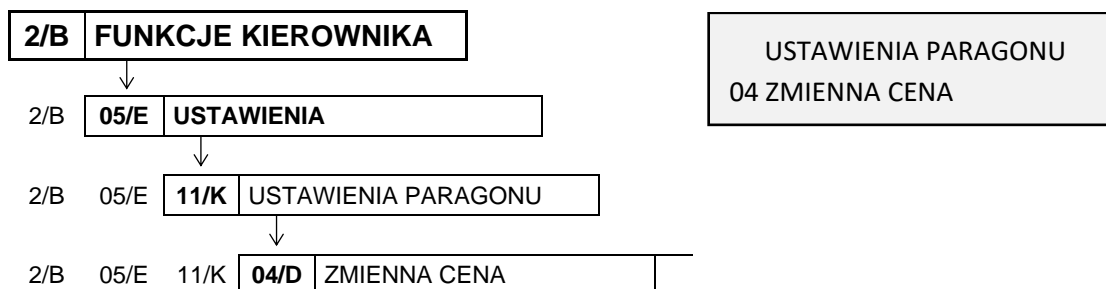 2/B FUNKCJE KIEROWNIKA
USTAWIENIA PARAGONU
04 ZMIENNA CENA
2/B 05/E USTAWIENIA
2/B 05/E 11/K USTAWIENIA PARAGONU
2/B 05/E 11/K 04/D ZMIENNA CENA